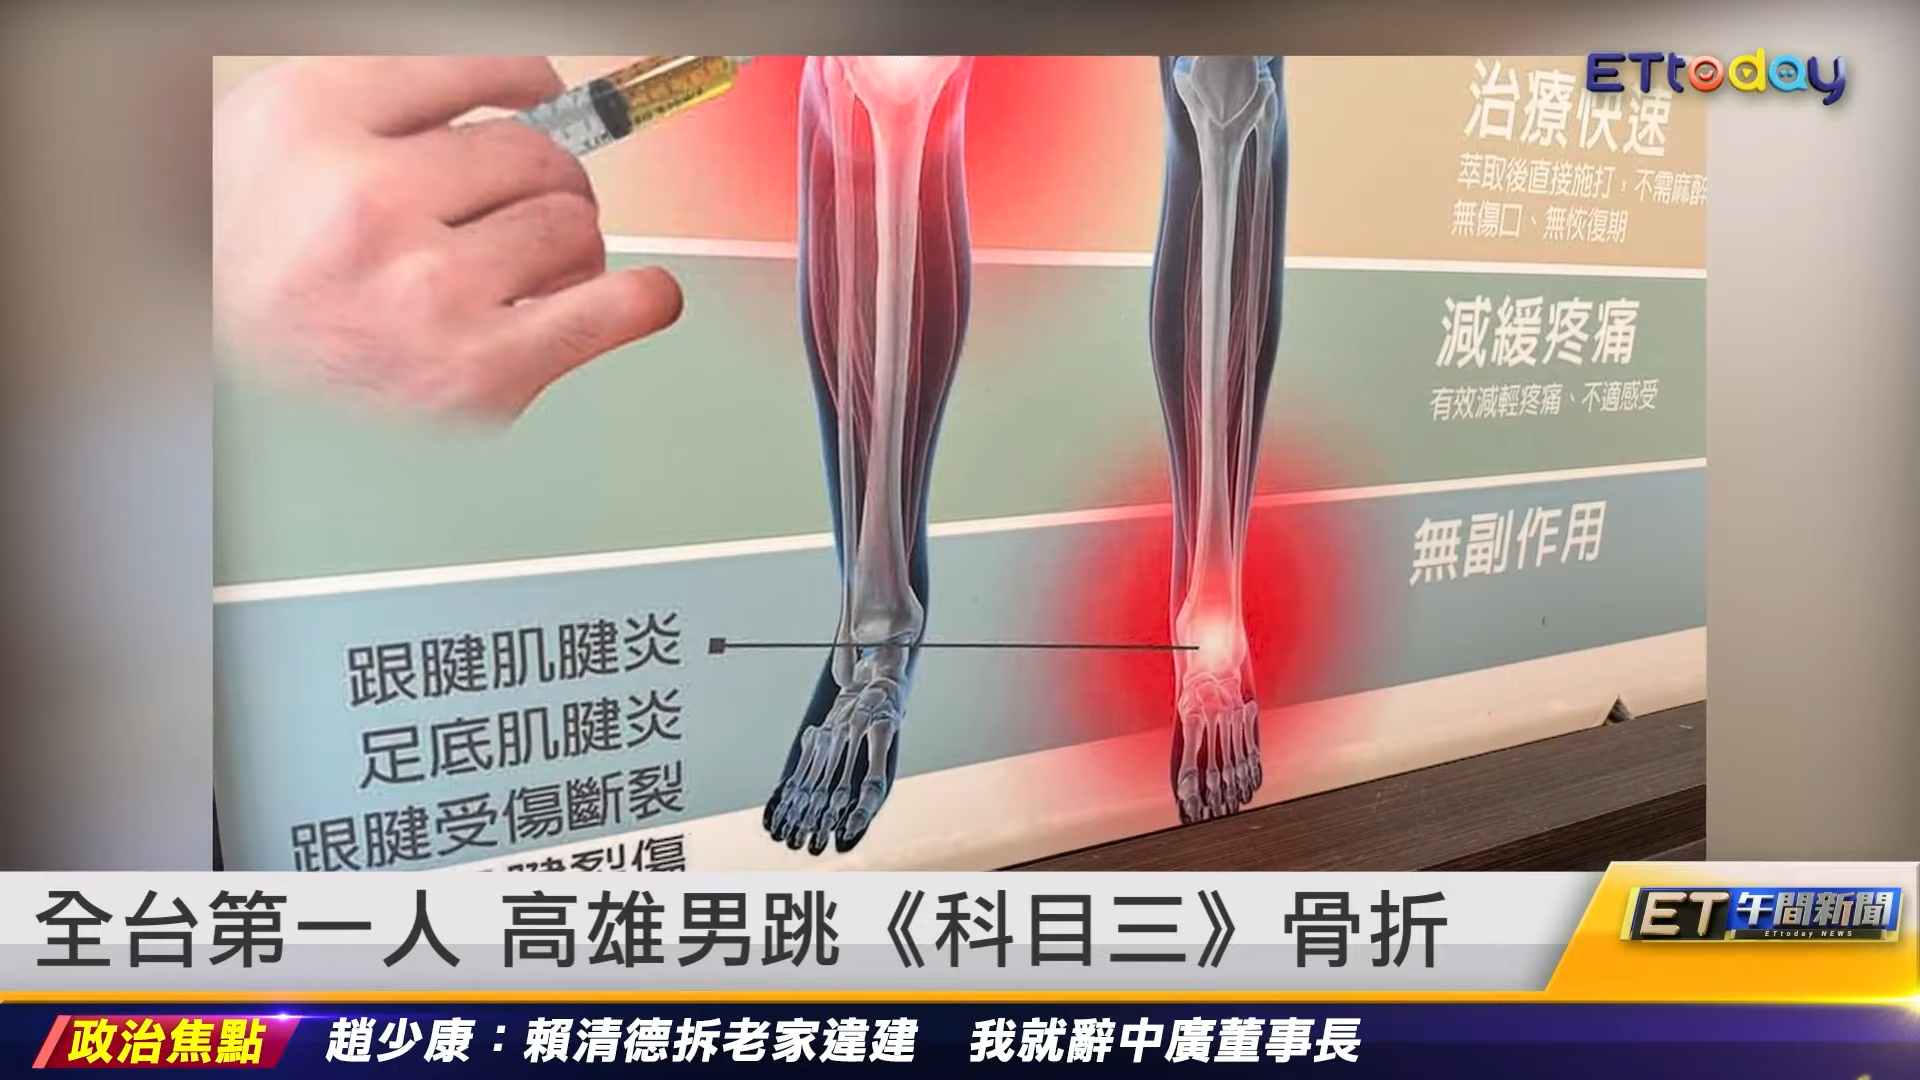 ETtoday
治療快速
萃取後直接施打，不需麻醉
無傷口、無恢復期
減緩疼痛
有效減輕疼痛、不適感受
無副作用
跟腱肌腱炎
足底肌腱炎
跟腱受傷斷裂
腱裂傷
全台第一人 高雄男跳《科目三》骨折
ET午間新聞
ETtoday NEWS
政治焦點
趙少康：賴清德拆老家違建 我就辭中廣董事長